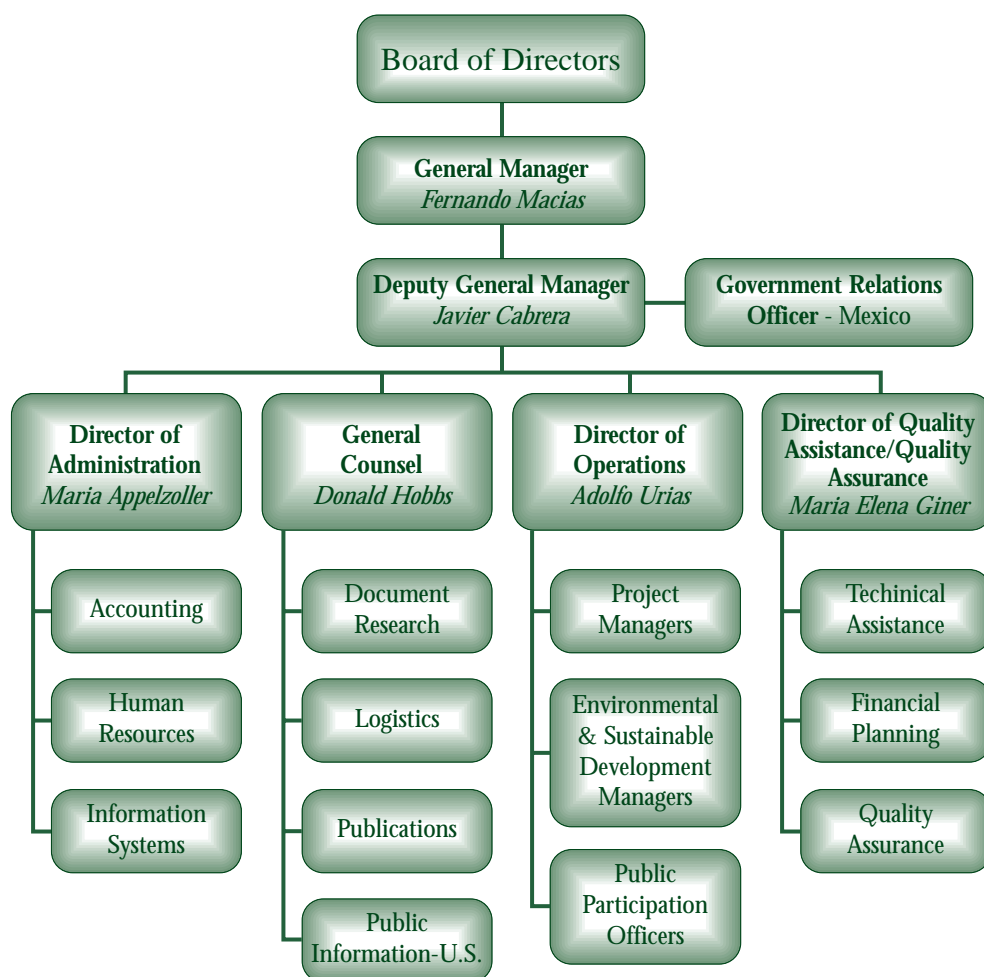 Board of Directors
General Manager
Fernando Macias
Deputy General Manager
Javier Cabrera
Government Relations
Officer - Mexico
Director of
Administration
Maria Appelzoller
General
Counsel
Donald Hobbs
Director of
Operations
Adolfo Urias
Director of Quality
Assistance/Quality
Assurance
Maria Elena Giner
Accounting
Human
Resources
Information
Systems
Document
Research
Logistics
Publications
Public
Information-U.S.
Project
Managers
Environmental
& Sustainable
Development
Managers
Public
Participation
Officers
Techinical
Assistance
Financial
Planning
Quality
Assurance